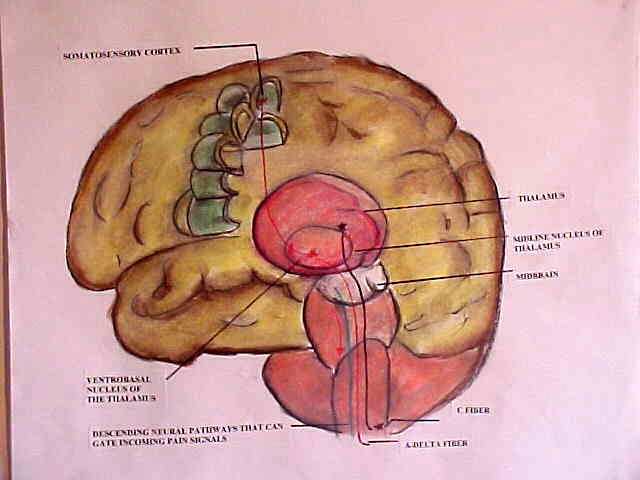 SOMATOSENSORY CORTEX
THALAMUS
MIDLINE NUCLEUS OF
THALAMUS
MIDBRAIN
VENTROBASAL
NUCLEUS OF
THE THALAMUS
C FIBER
DESCENDING NEURAL PATHWAYS THAT CAN
GATE INCOMING PAIN SIGNALS
A-DELTA FIBER